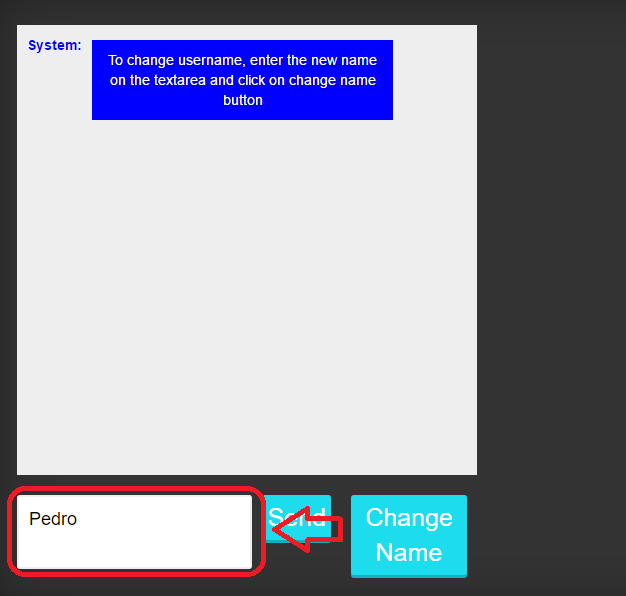 System:
To change username, enter the new name
on the textarea and click on change name
button
Pedro
Send
Change
Name